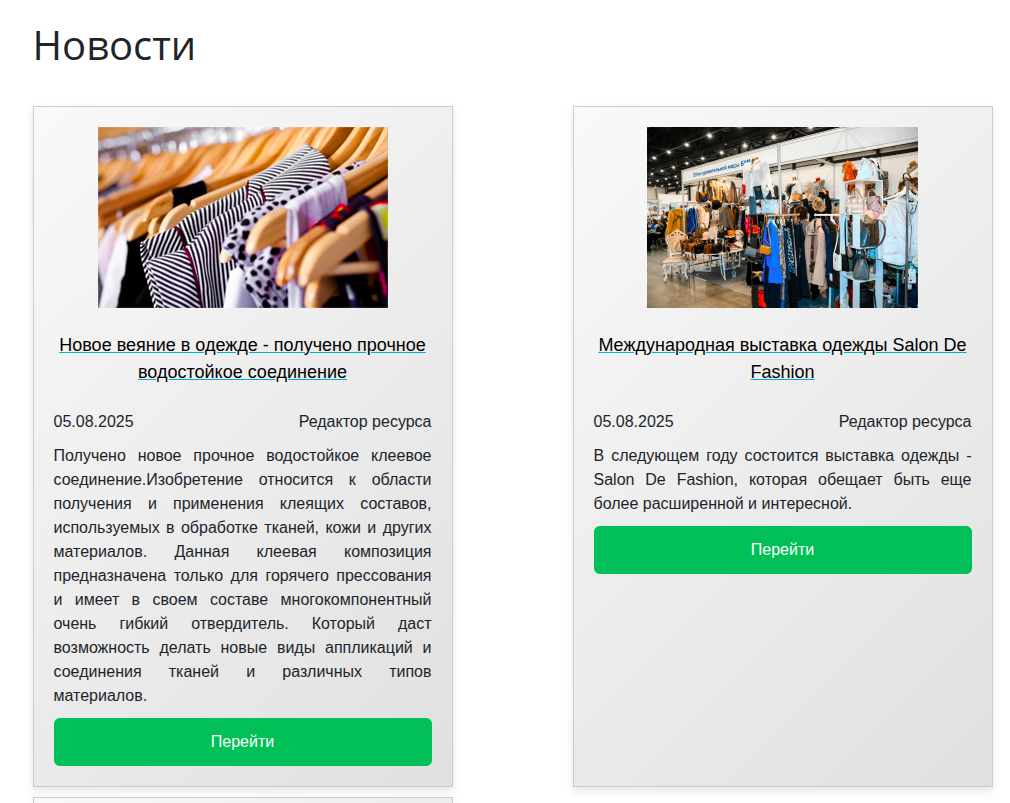 Новости
Новое веяние в одежде - получено прочное
водостойкое соединение
05.08.2025 Редактор ресурса
Получено новое прочное водостойкое клеевое
соединение.Изобретение относится к области
получения и применения клеящих составов,
используемых в обработке тканей, кожи и других
материалов. Данная клеевая композиция
предназначена только для горячего прессования
и имеет в своем составе многокомпонентный
очень гибкий отвердитель. Который даст
возможность делать новые виды аппликаций и
соединения тканей и различных типов
материалов.
Перейти
Международная выставка одежды Salon De
Fashion
05.08.2025 Редактор ресурса
В следующем году состоится выставка одежды -
Salon De Fashion, которая обещает быть еще
более расширенной и интересной.
Перейти